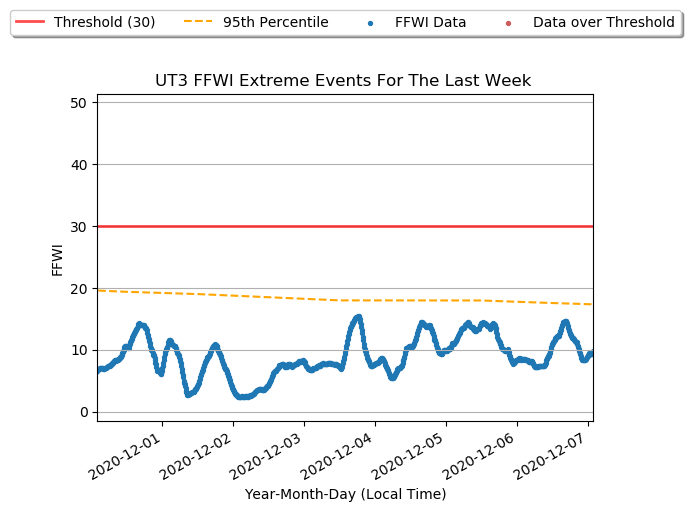 Threshold (30) 95th Percentile FFWI Data Data over Threshold
UT3 FFWI Extreme Events For The Last Week
50
40
30
20
10
0
FFWI
2020-12-01 2020-12-02 2020-12-03 2020-12-04 2020-12-05 2020-12-06 2020-12-07
Year-Month-Day (Local Time)